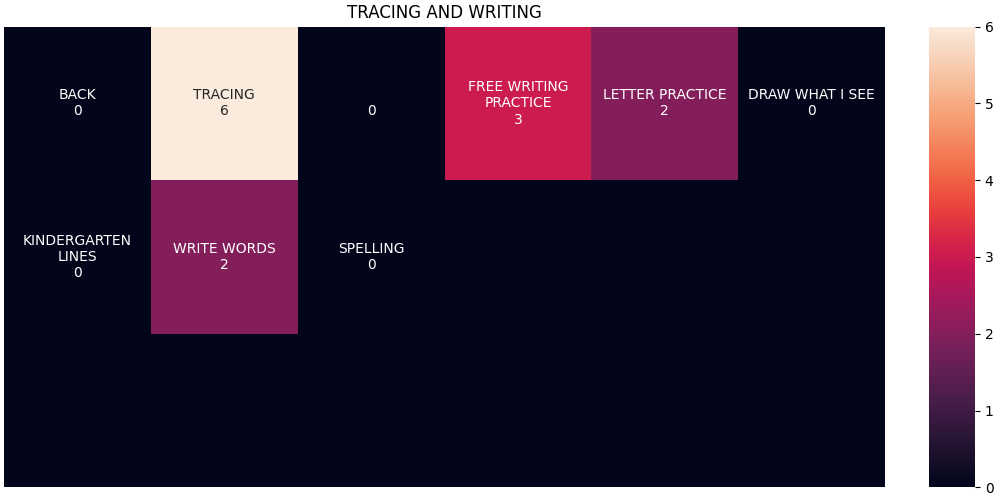 TRACING AND WRITING
BACK
0
TRACING
6
0
FREE WRITING
PRACTICE
3
LETTER PRACTICE
2
DRAW WHAT I SEE
0
KINDERGARTEN
LINES
0
WRITE WORDS
2
SPELLING
0
6
5
4
3
2
1
0